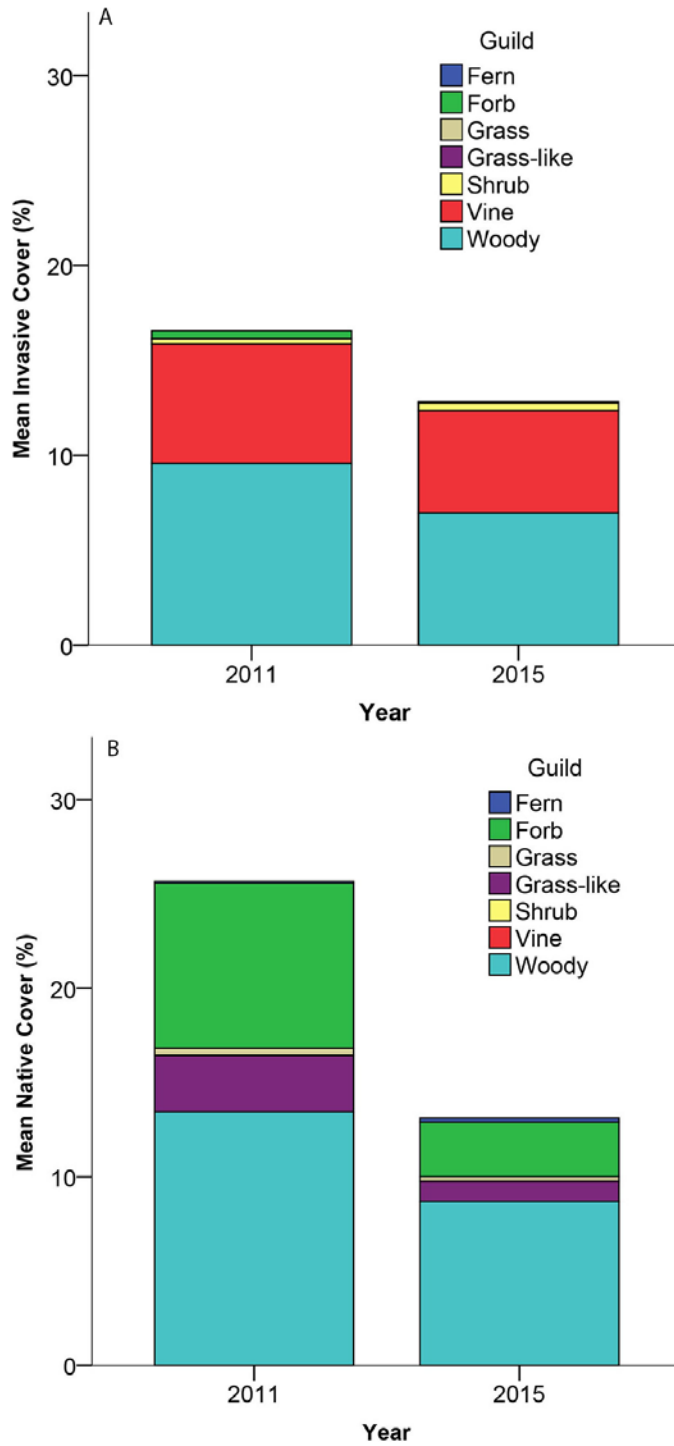 A
Guild
Fern
Forb
Grass
Grass-like
Shrub
Vine
Woody
30
20
10
0
Mean Invasive Cover (%)
2011
2015
Year
B
Guild
Fern
Forb
Grass
Grass-like
Shrub
Vine
Woody
30
20
10
0
Mean Native Cover (%)
2011
2015
Year